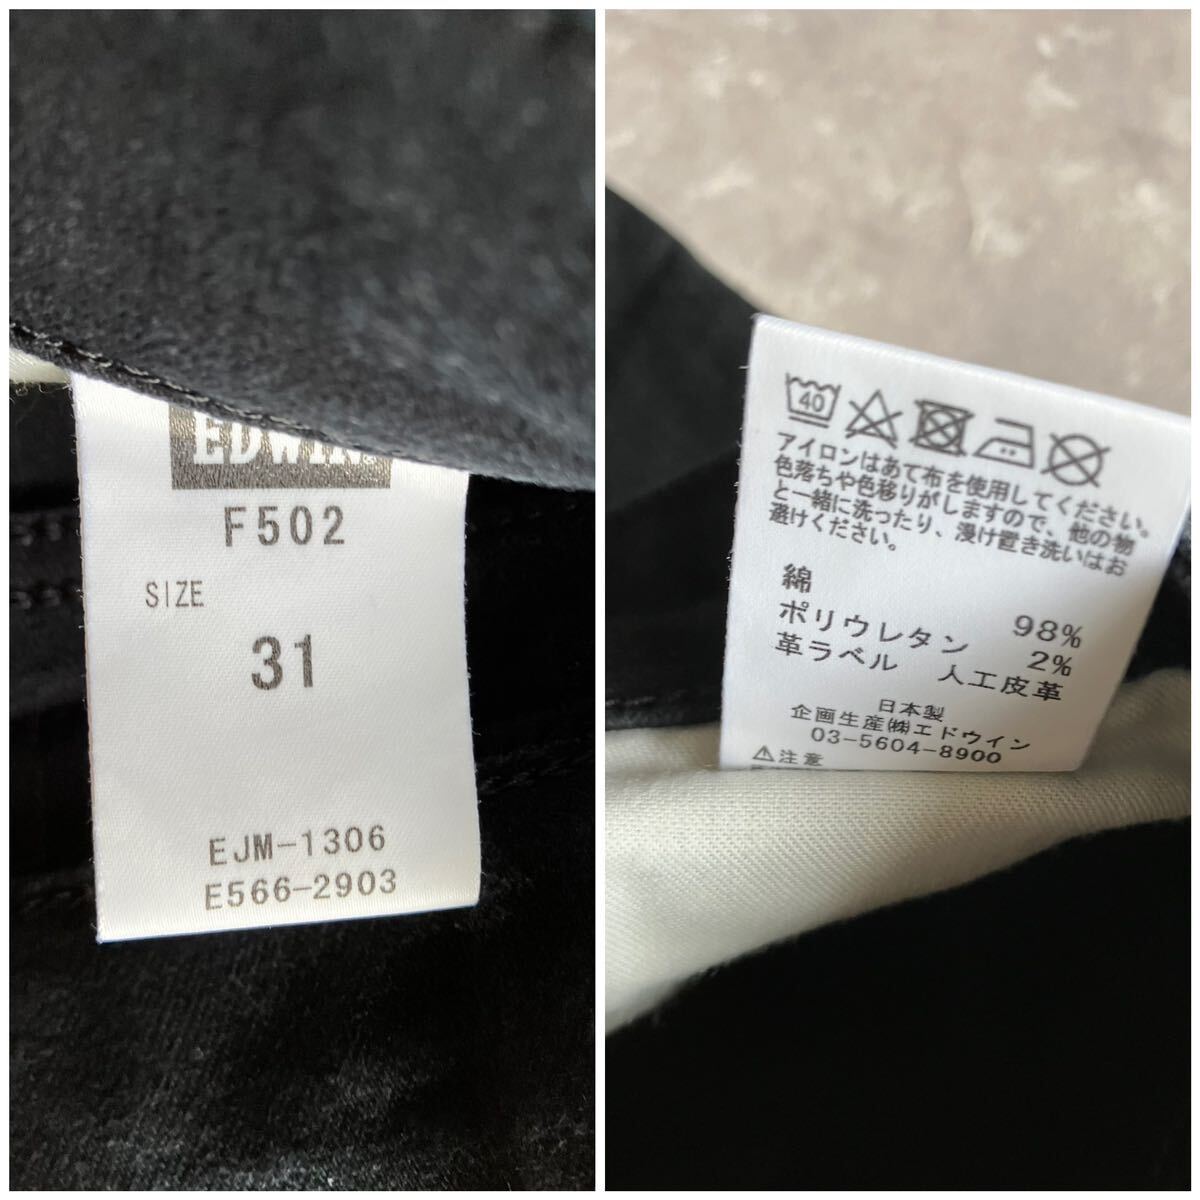 EDWIN
F502
SIZE
31
EJM-1306
E566-2903
40
アイロンはあて布を使用してください。
色落ちや色移りがしますので、他の物
と一緒に洗ったり、浸け置き洗いはお
避けください。
綿 98%
ポリウレタン 2%
革ラベル 人工皮革
日本製
企画生産㈱エドウイン
03-5604-8900
⚠注意